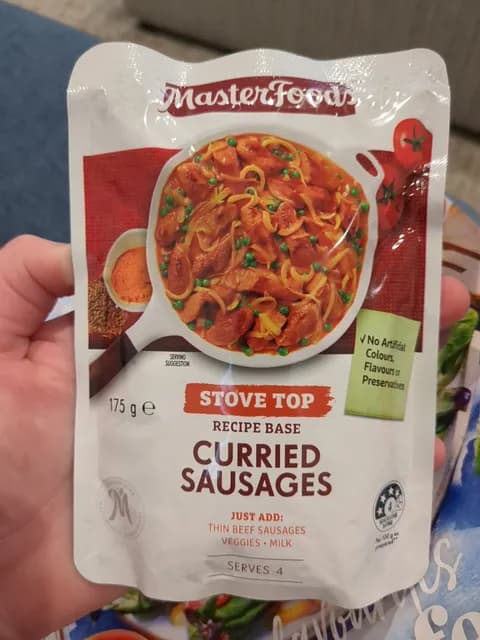 MasterFoods
✓ No Artificial
Colours,
Flavours or
Preservatives
SERVING
SUGGESTION
175 g e
STOVE TOP
RECIPE BASE
CURRIED
SAUSAGES
M
JUST ADD:
THIN BEEF SAUSAGES
VEGGIES • MILK
SERVES 4